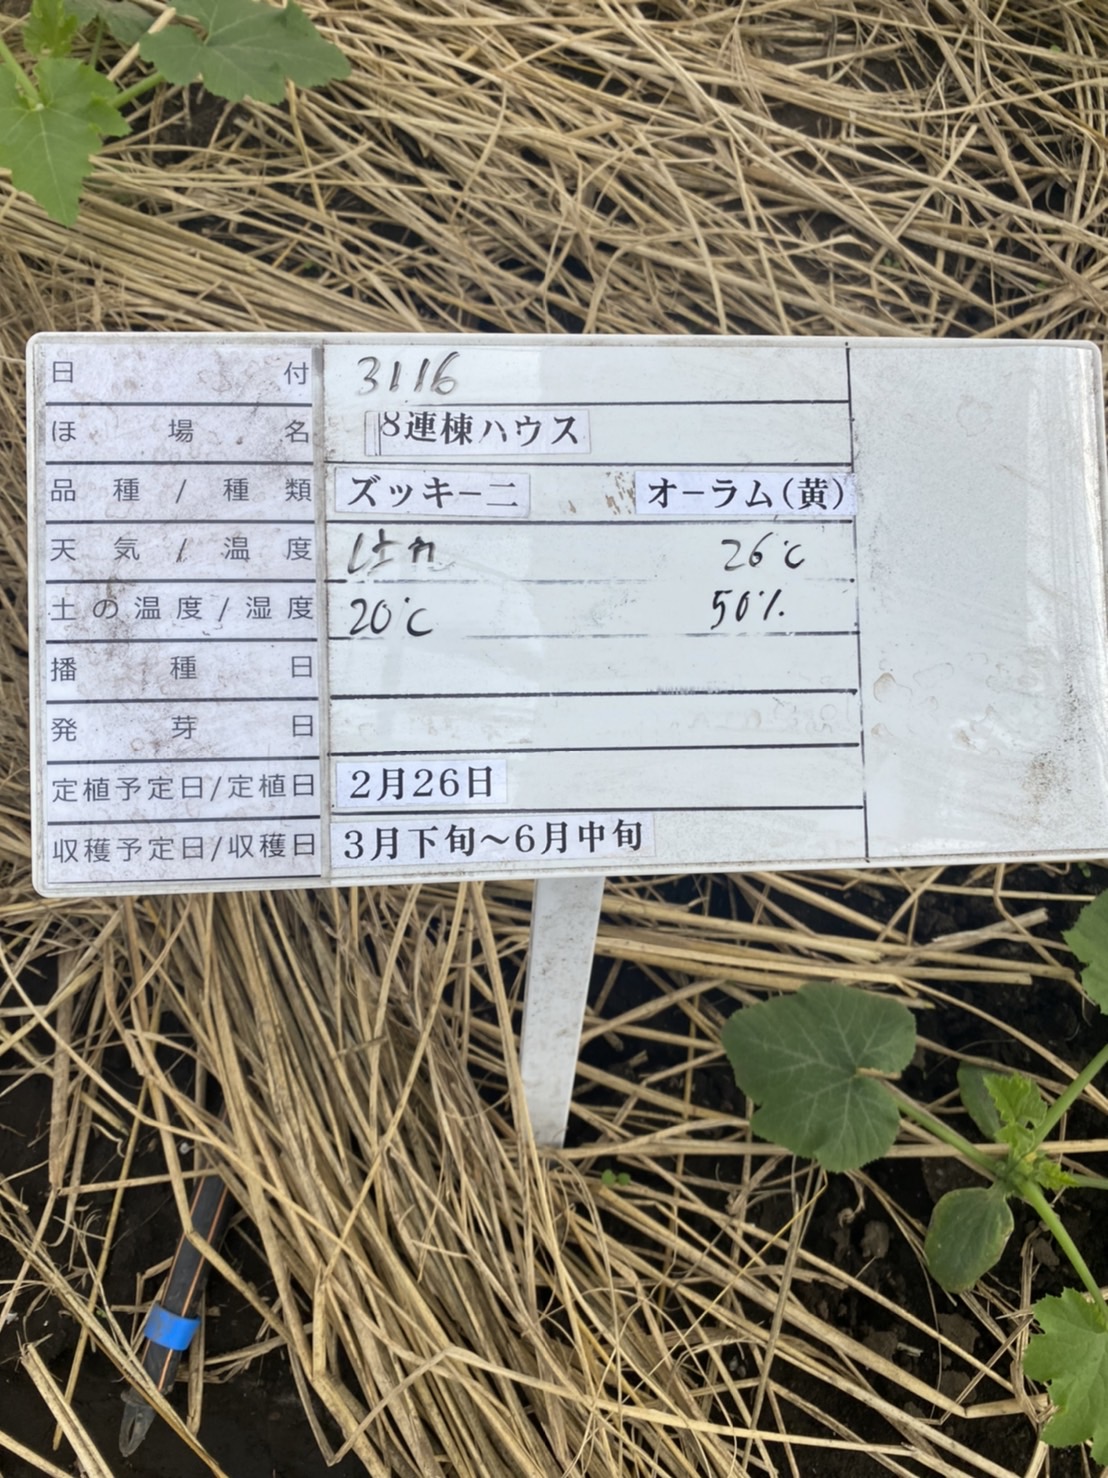 日付 3/16
ほ場名 8連棟ハウス
品種/種類 ズッキーニ オーラム(黄)
天気/温度 はれ 26℃
土の温度/湿度 20℃ 50%
播種日
発芽日
定植予定日/定植日 2月26日
収穫予定日/収穫日 3月下旬～6月中旬